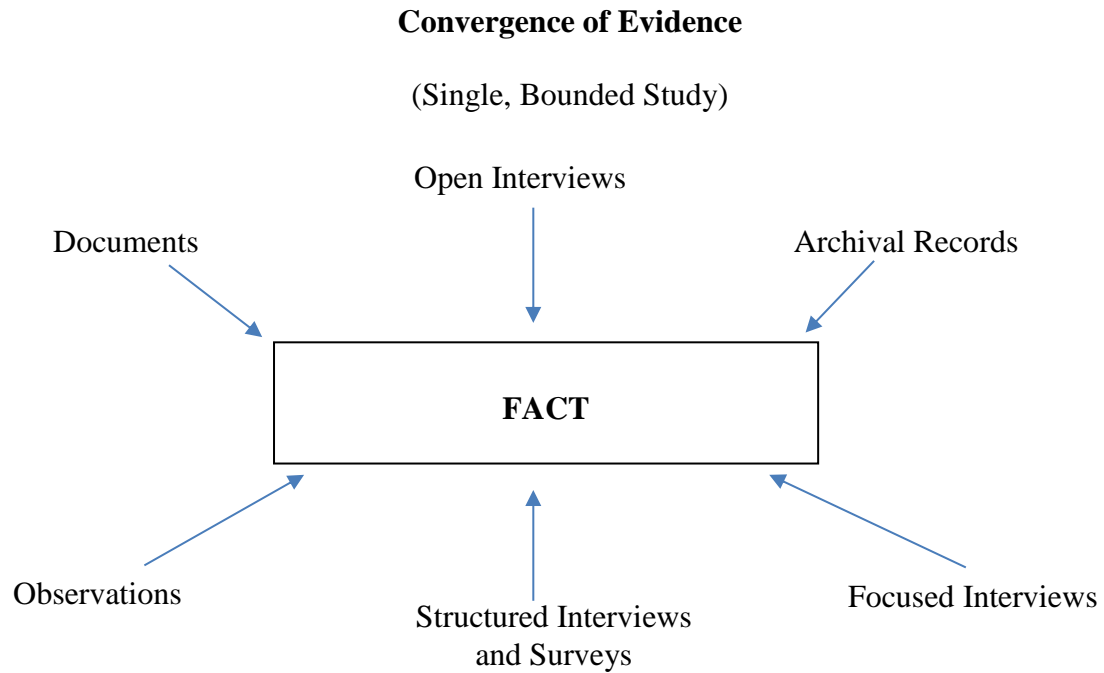 Convergence of Evidence
(Single, Bounded Study)
Open Interviews
Documents
Archival Records
FACT
Observations
Structured Interviews
and Surveys
Focused Interviews